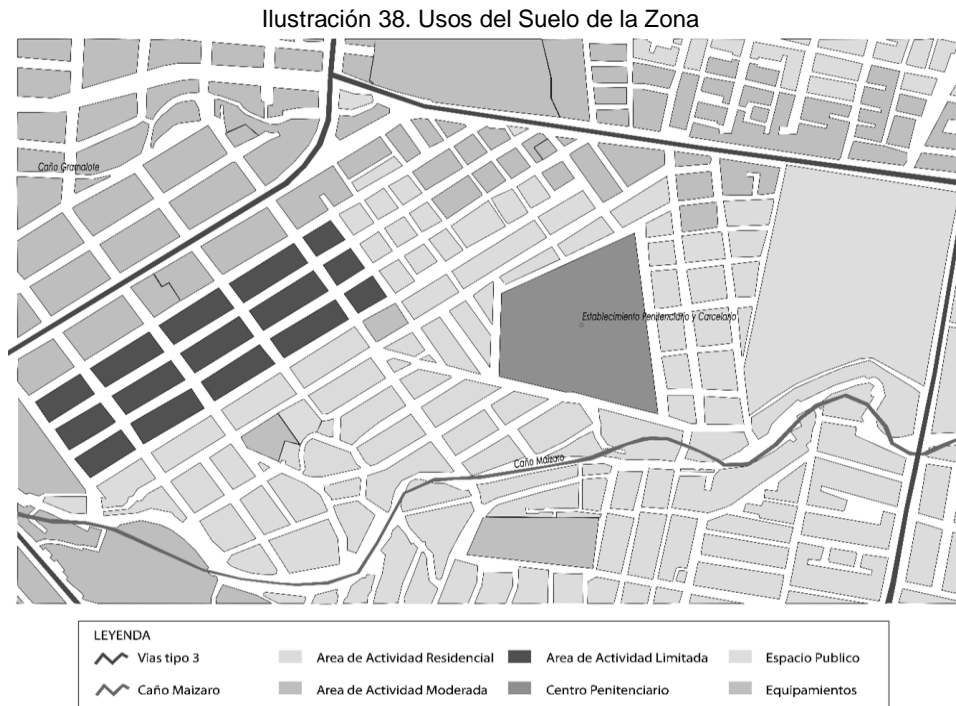 Ilustración 38. Usos del Suelo de la Zona
Caño Gramalote
Establecimiento Penitenciario y Carcelario
Caño Maizaro
LEYENDA
Vias tipo 3
Area de Actividad Residencial
Area de Actividad Limitada
Espacio Publico
Caño Maizaro
Area de Actividad Moderada
Centro Penitenciario
Equipamientos